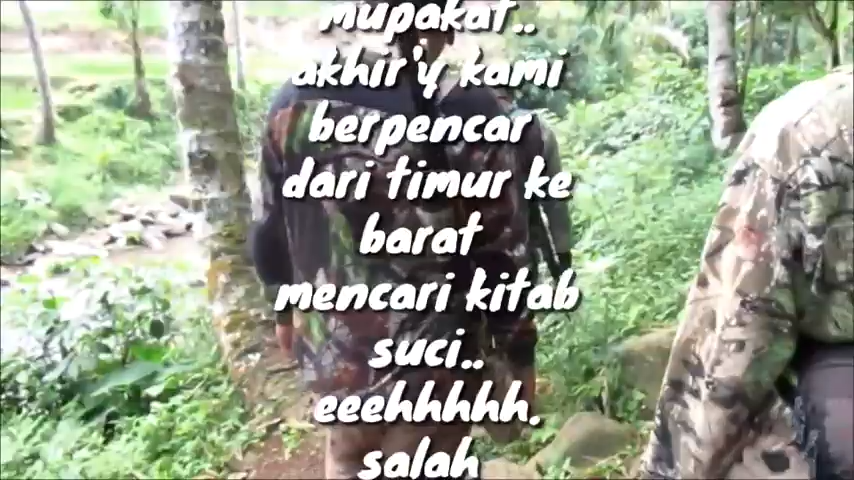 mupakat..
akhir'y kami
berpencar
dari timur ke
barat
mencari kitab
suci..
eeehhhhh.
salah